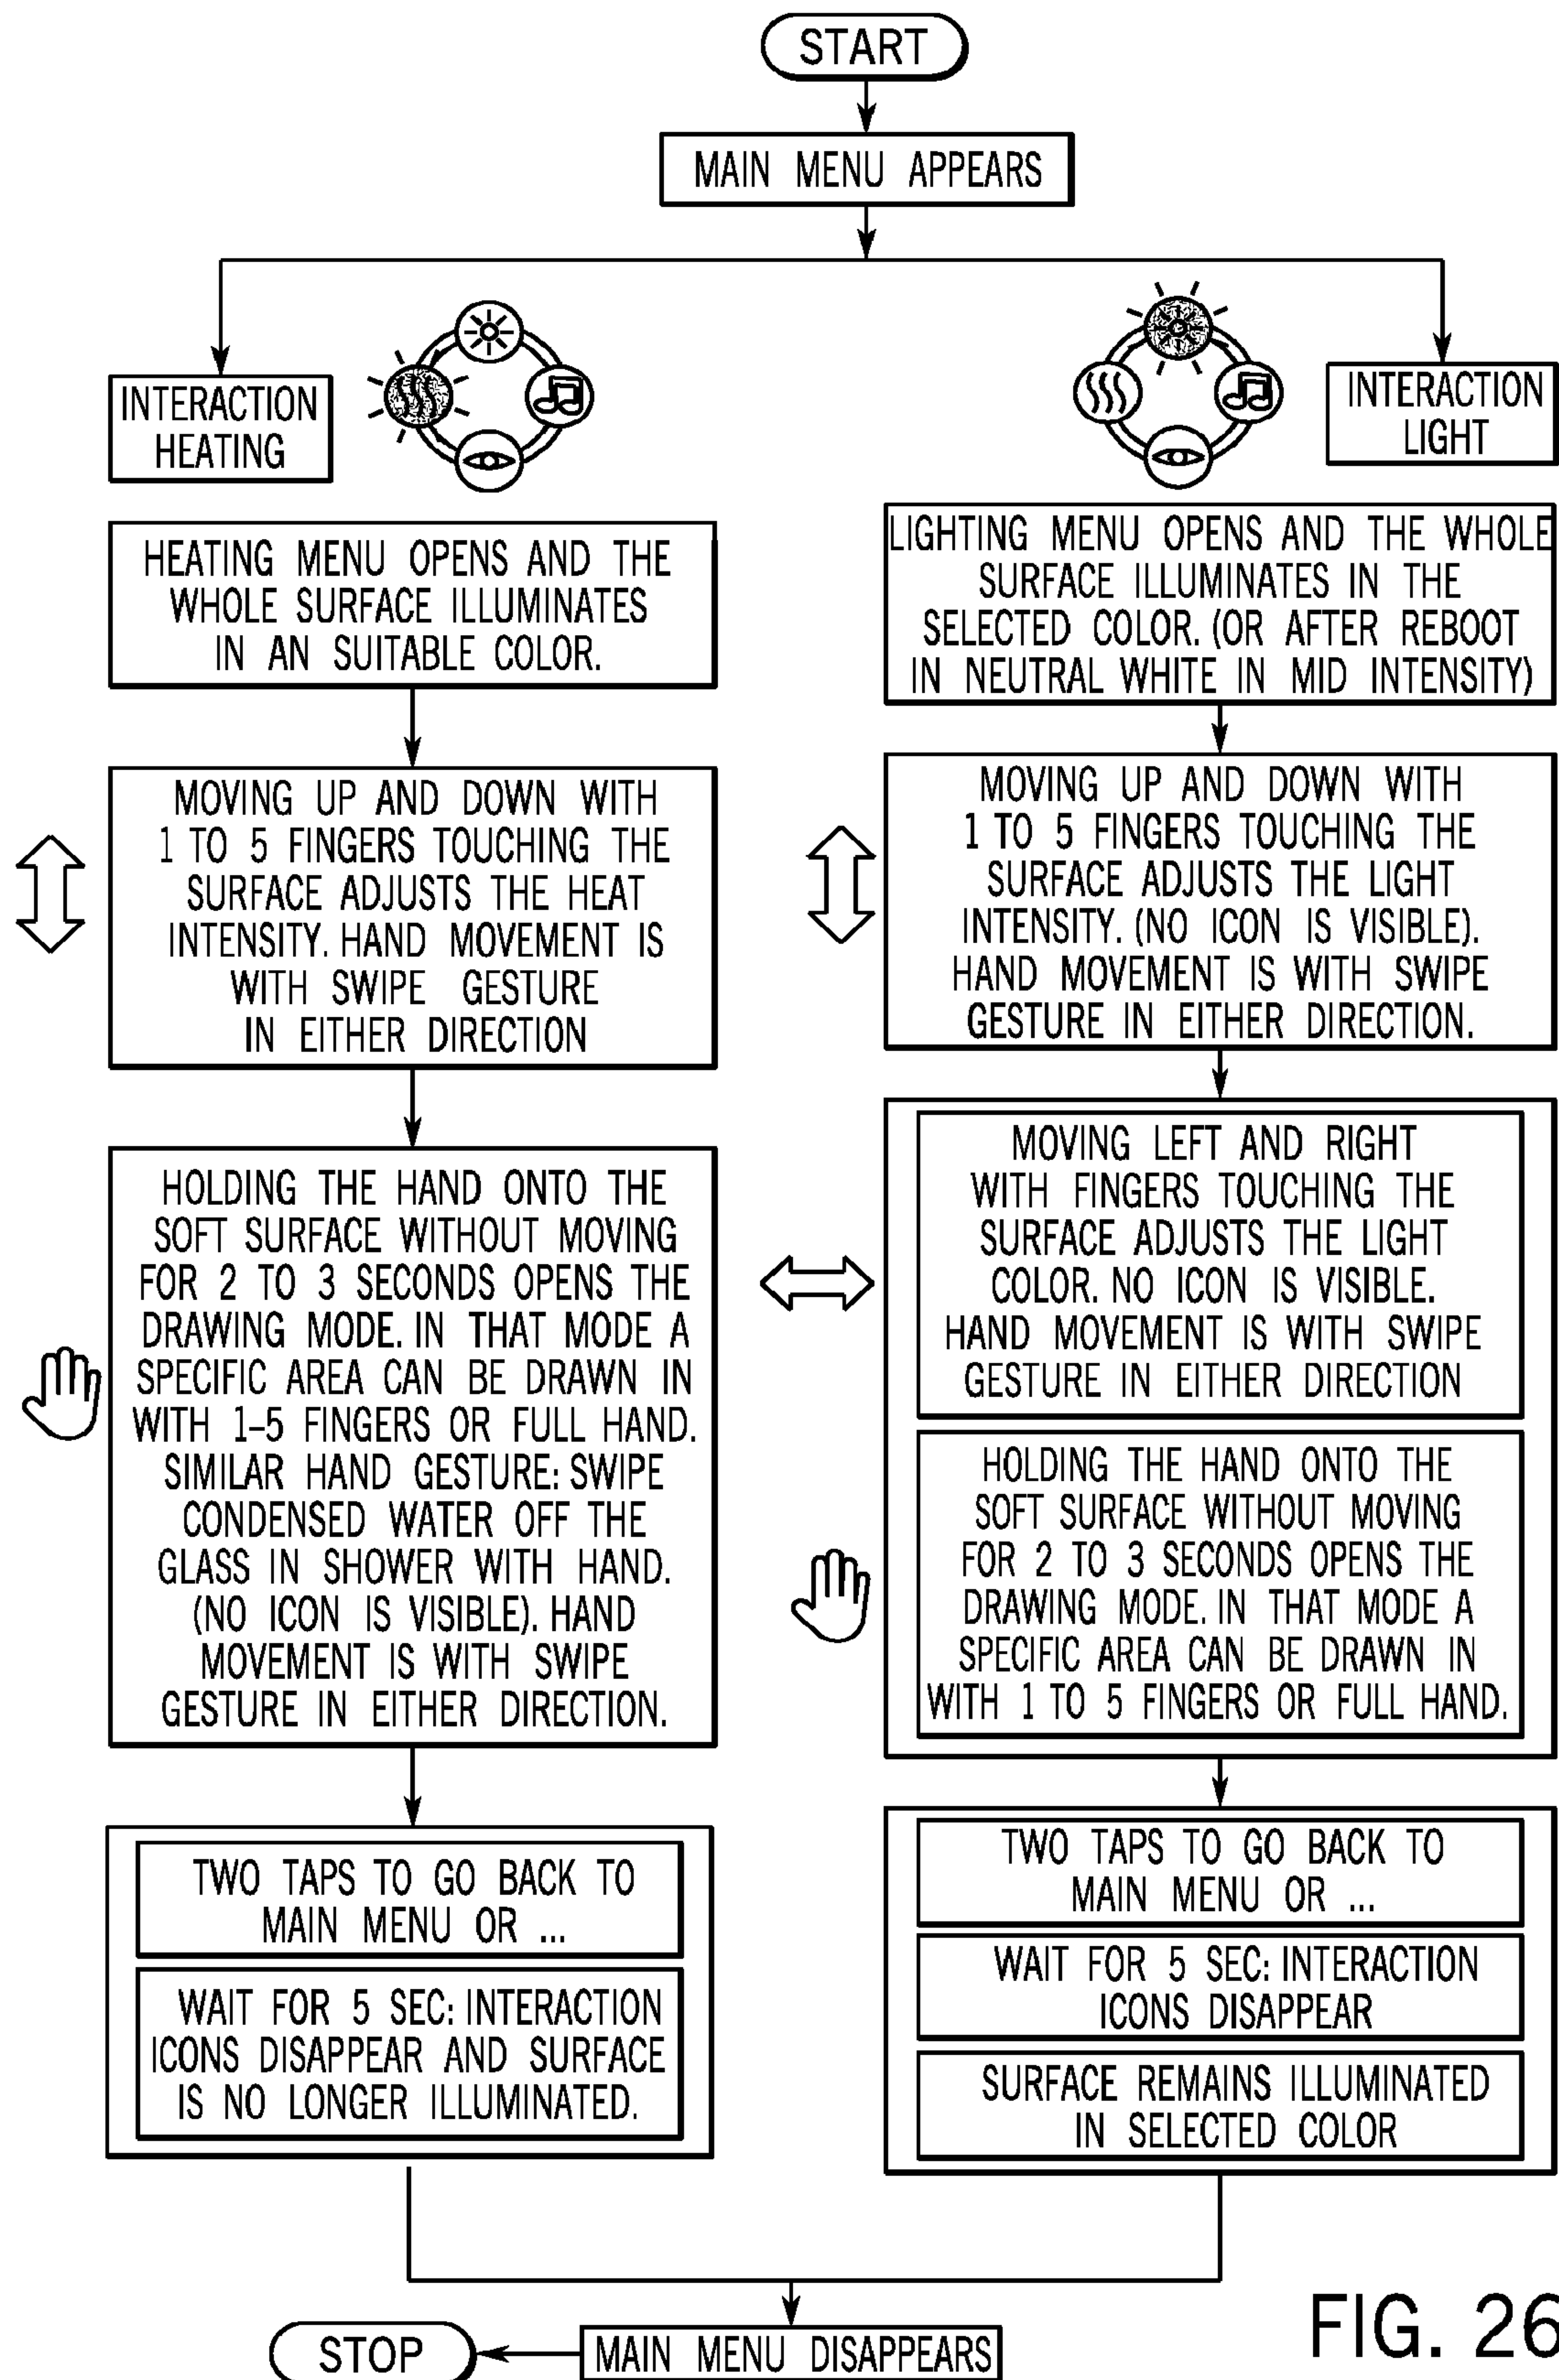 START
MAIN MENU APPEARS
INTERACTION
HEATING
HEATING MENU OPENS AND THE
WHOLE SURFACE ILLUMINATES
IN AN SUITABLE COLOR.
MOVING UP AND DOWN WITH
1 TO 5 FINGERS TOUCHING THE
SURFACE ADJUSTS THE HEAT
INTENSITY. HAND MOVEMENT IS
WITH SWIPE GESTURE
IN EITHER DIRECTION
HOLDING THE HAND ONTO THE
SOFT SURFACE WITHOUT MOVING
FOR 2 TO 3 SECONDS OPENS THE
DRAWING MODE. IN THAT MODE A
SPECIFIC AREA CAN BE DRAWN IN
WITH 1–5 FINGERS OR FULL HAND.
SIMILAR HAND GESTURE: SWIPE
CONDENSED WATER OFF THE
GLASS IN SHOWER WITH HAND.
(NO ICON IS VISIBLE). HAND
MOVEMENT IS WITH SWIPE
GESTURE IN EITHER DIRECTION.
TWO TAPS TO GO BACK TO
MAIN MENU OR ...
WAIT FOR 5 SEC: INTERACTION
ICONS DISAPPEAR AND SURFACE
IS NO LONGER ILLUMINATED.
INTERACTION
LIGHT
LIGHTING MENU OPENS AND THE WHOLE
SURFACE ILLUMINATES IN THE
SELECTED COLOR. (OR AFTER REBOOT
IN NEUTRAL WHITE IN MID INTENSITY)
MOVING UP AND DOWN WITH
1 TO 5 FINGERS TOUCHING THE
SURFACE ADJUSTS THE LIGHT
INTENSITY. (NO ICON IS VISIBLE).
HAND MOVEMENT IS WITH SWIPE
GESTURE IN EITHER DIRECTION.
MOVING LEFT AND RIGHT
WITH FINGERS TOUCHING THE
SURFACE ADJUSTS THE LIGHT
COLOR. NO ICON IS VISIBLE.
HAND MOVEMENT IS WITH SWIPE
GESTURE IN EITHER DIRECTION
HOLDING THE HAND ONTO THE
SOFT SURFACE WITHOUT MOVING
FOR 2 TO 3 SECONDS OPENS THE
DRAWING MODE. IN THAT MODE A
SPECIFIC AREA CAN BE DRAWN IN
WITH 1 TO 5 FINGERS OR FULL HAND.
TWO TAPS TO GO BACK TO
MAIN MENU OR ...
WAIT FOR 5 SEC: INTERACTION
ICONS DISAPPEAR
SURFACE REMAINS ILLUMINATED
IN SELECTED COLOR
MAIN MENU DISAPPEARS
STOP
FIG. 26